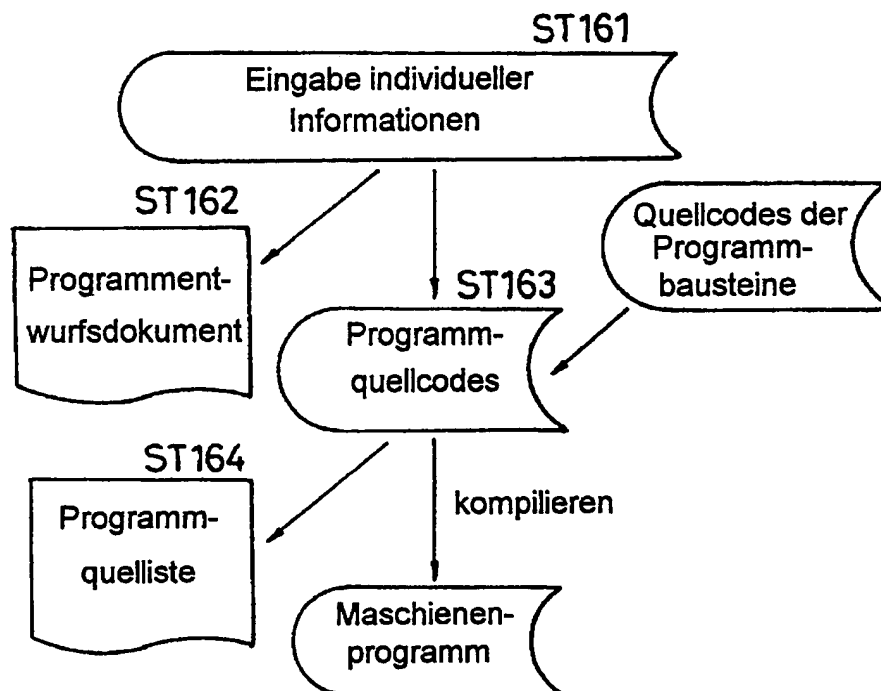 ST161
Eingabe individueller
Informationen
ST162
Programment-
wurfsdokument
Quellcodes der
Programm-
bausteine
ST163
Programm-
quellcodes
ST164
Programm-
quelliste
kompilieren
Maschienen-
programm